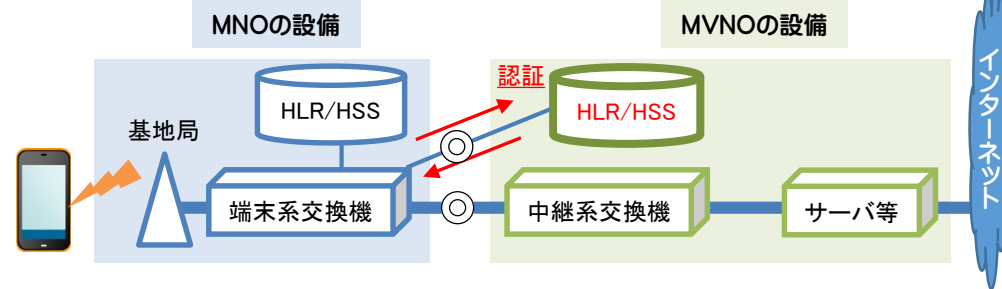 MNOの設備
MVNOの設備
認証
HLR/HSS
HLR/HSS
基地局
端末系交換機
中継系交換機
サーバ等
インターネット